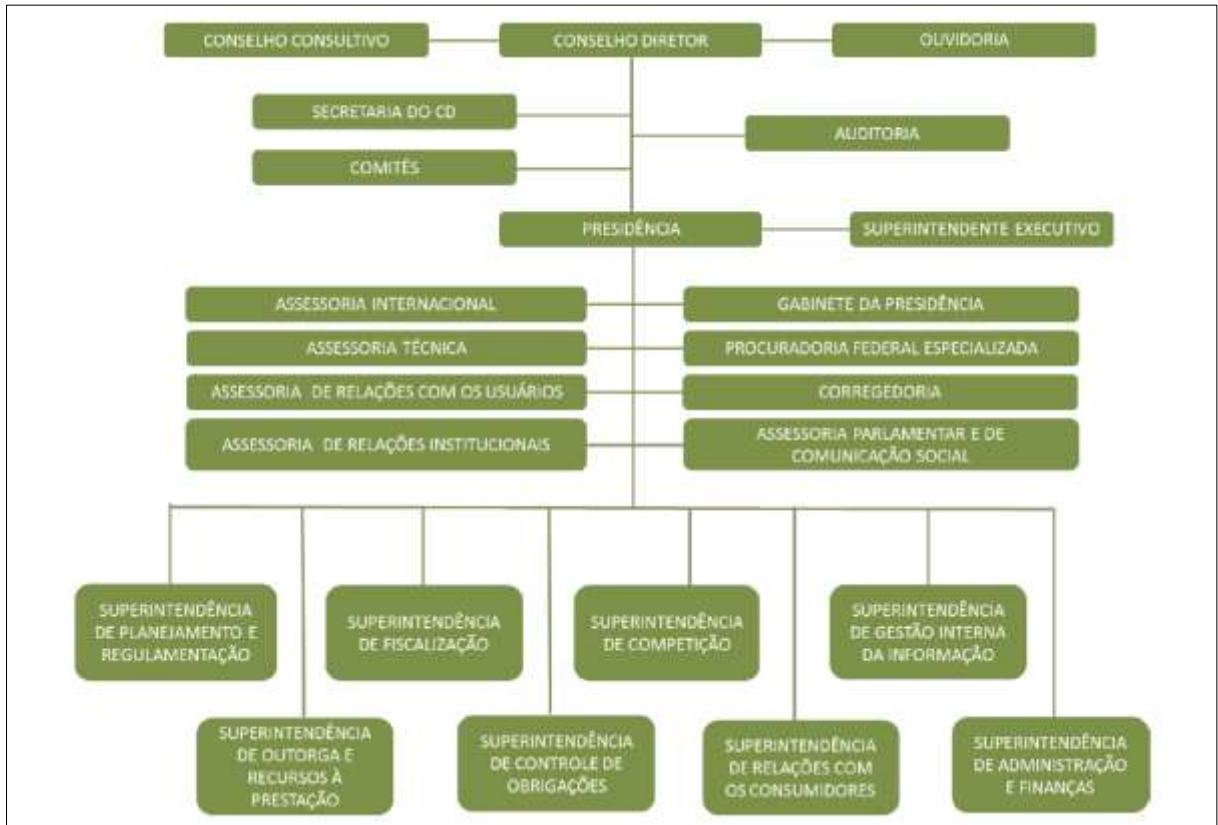 CONSELHO CONSULTIVO
CONSELHO DIRETOR
OUVIDORIA
SECRETARIA DO CD
AUDITORIA
COMITÊS
PRESIDÊNCIA
SUPERINTENDENTE EXECUTIVO
ASSESSORIA INTERNACIONAL
GABINETE DA PRESIDÊNCIA
ASSESSORIA TÉCNICA
PROCURADORIA FEDERAL ESPECIALIZADA
ASSESSORIA DE RELAÇÕES COM OS USUÁRIOS
CORREGEDORIA
ASSESSORIA DE RELAÇÕES INSTITUCIONAIS
ASSESSORIA PARLAMENTAR E DE
COMUNICAÇÃO SOCIAL
SUPERINTENDÊNCIA
DE PLANEJAMENTO E
REGULAMENTAÇÃO
SUPERINTENDÊNCIA
DE FISCALIZAÇÃO
SUPERINTENDÊNCIA
DE COMPETIÇÃO
SUPERINTENDÊNCIA
DE GESTÃO INTERNA
DA INFORMAÇÃO
SUPERINTENDÊNCIA
DE OUTORGA E
RECURSOS À
PRESTAÇÃO
SUPERINTENDÊNCIA
DE CONTROLE DE
OBRIGAÇÕES
SUPERINTENDÊNCIA
DE RELAÇÕES COM
OS CONSUMIDORES
SUPERINTENDÊNCIA
DE ADMINISTRAÇÃO
E FINANÇAS